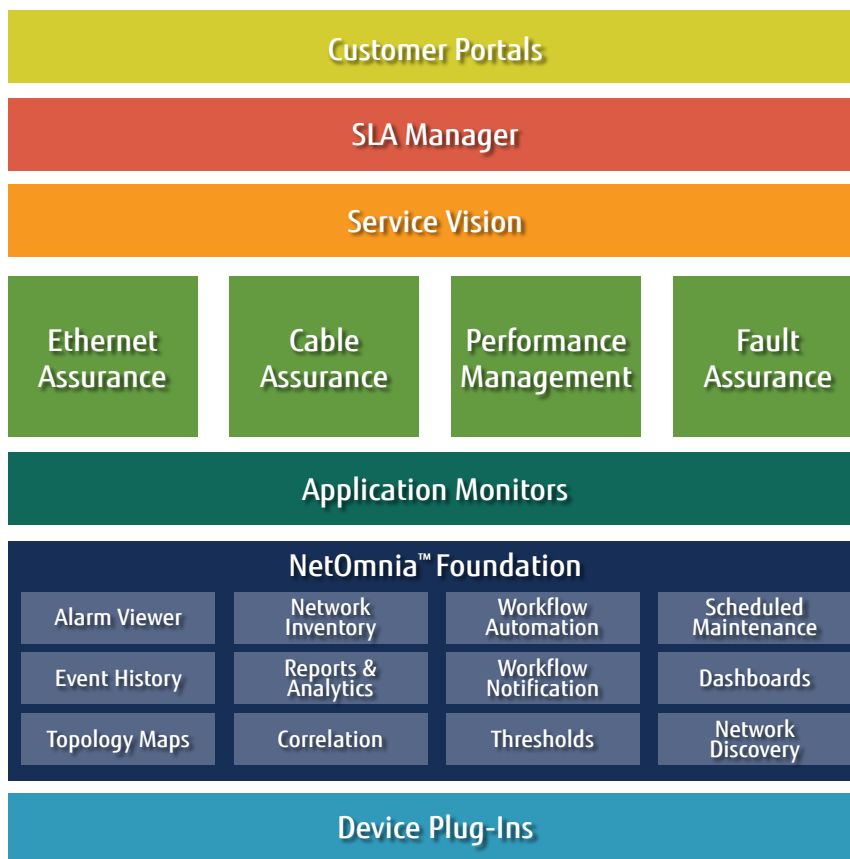 Customer Portals
SLA Manager
Service Vision
Ethernet
Assurance
Cable
Assurance
Performance
Management
Fault
Assurance
Application Monitors
NetOmnia™ Foundation
Alarm Viewer
Network
Inventory
Workflow
Automation
Scheduled
Maintenance
Event History
Reports &
Analytics
Workflow
Notification
Dashboards
Topology Maps
Correlation
Thresholds
Network
Discovery
Device Plug-Ins